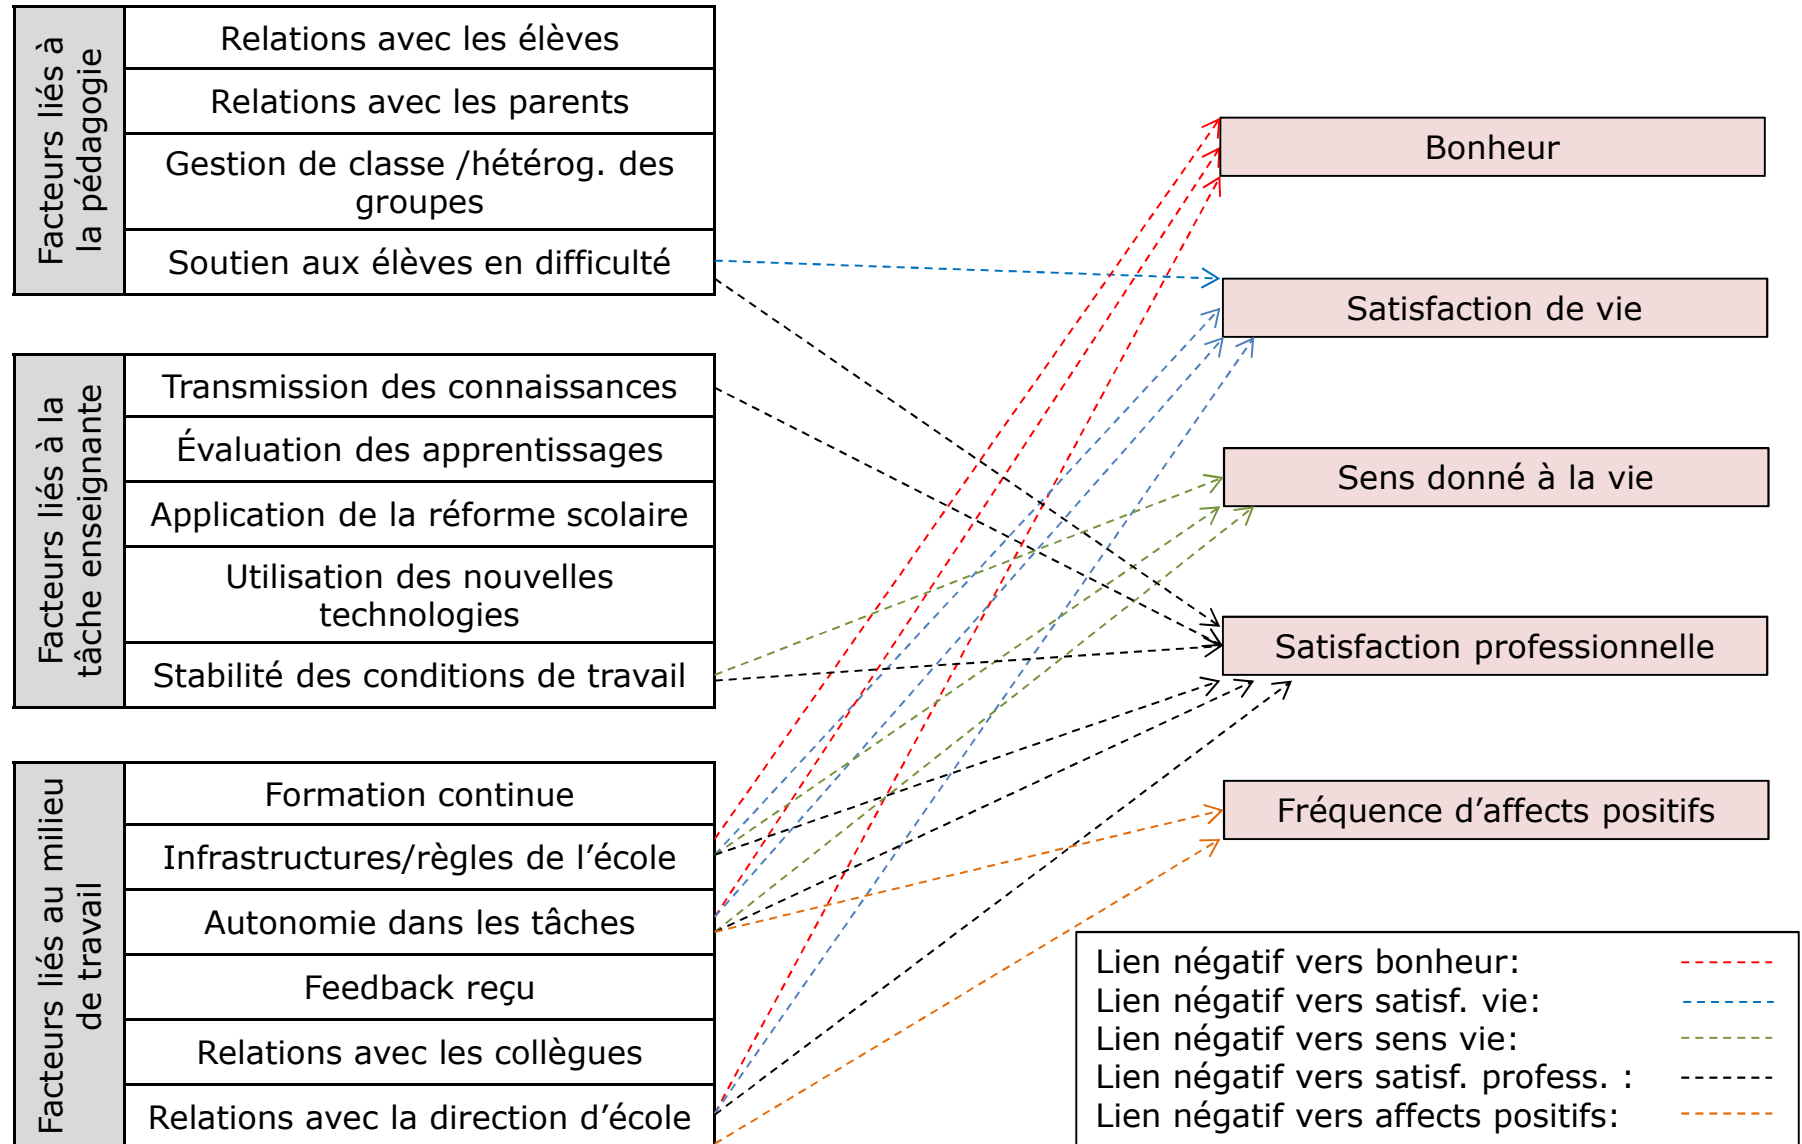 Facteurs liés à
la pédagogie
Relations avec les élèves
Relations avec les parents
Gestion de classe /hétérog. des
groupes
Soutien aux élèves en difficulté
Facteurs liés à la
tâche enseignante
Transmission des connaissances
Évaluation des apprentissages
Application de la réforme scolaire
Utilisation des nouvelles
technologies
Stabilité des conditions de travail
Facteurs liés au milieu
de travail
Formation continue
Infrastructures/règles de l’école
Autonomie dans les tâches
Feedback reçu
Relations avec les collègues
Relations avec la direction d’école
Bonheur
Satisfaction de vie
Sens donné à la vie
Satisfaction professionnelle
Fréquence d’affects positifs
Lien négatif vers bonheur:
Lien négatif vers satisf. vie:
Lien négatif vers sens vie:
Lien négatif vers satisf. profess. :
Lien négatif vers affects positifs: